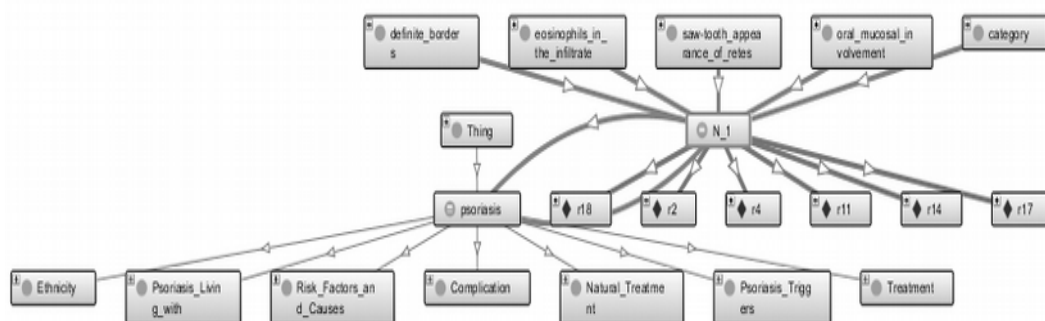 definite_border
s
eosinophils_in_
the_infiltrate
saw-tooth_appea
rance_of_retes
oral_mucosal_in
volvement
category
Thing
N_1
psoriasis
r18
r2
r4
r11
r14
r17
Ethnicity
Psoriasis_Livin
g_with
Risk_Factors_an
d_Causes
Complication
Natural_Treatme
nt
Psoriasis_Trigg
ers
Treatment